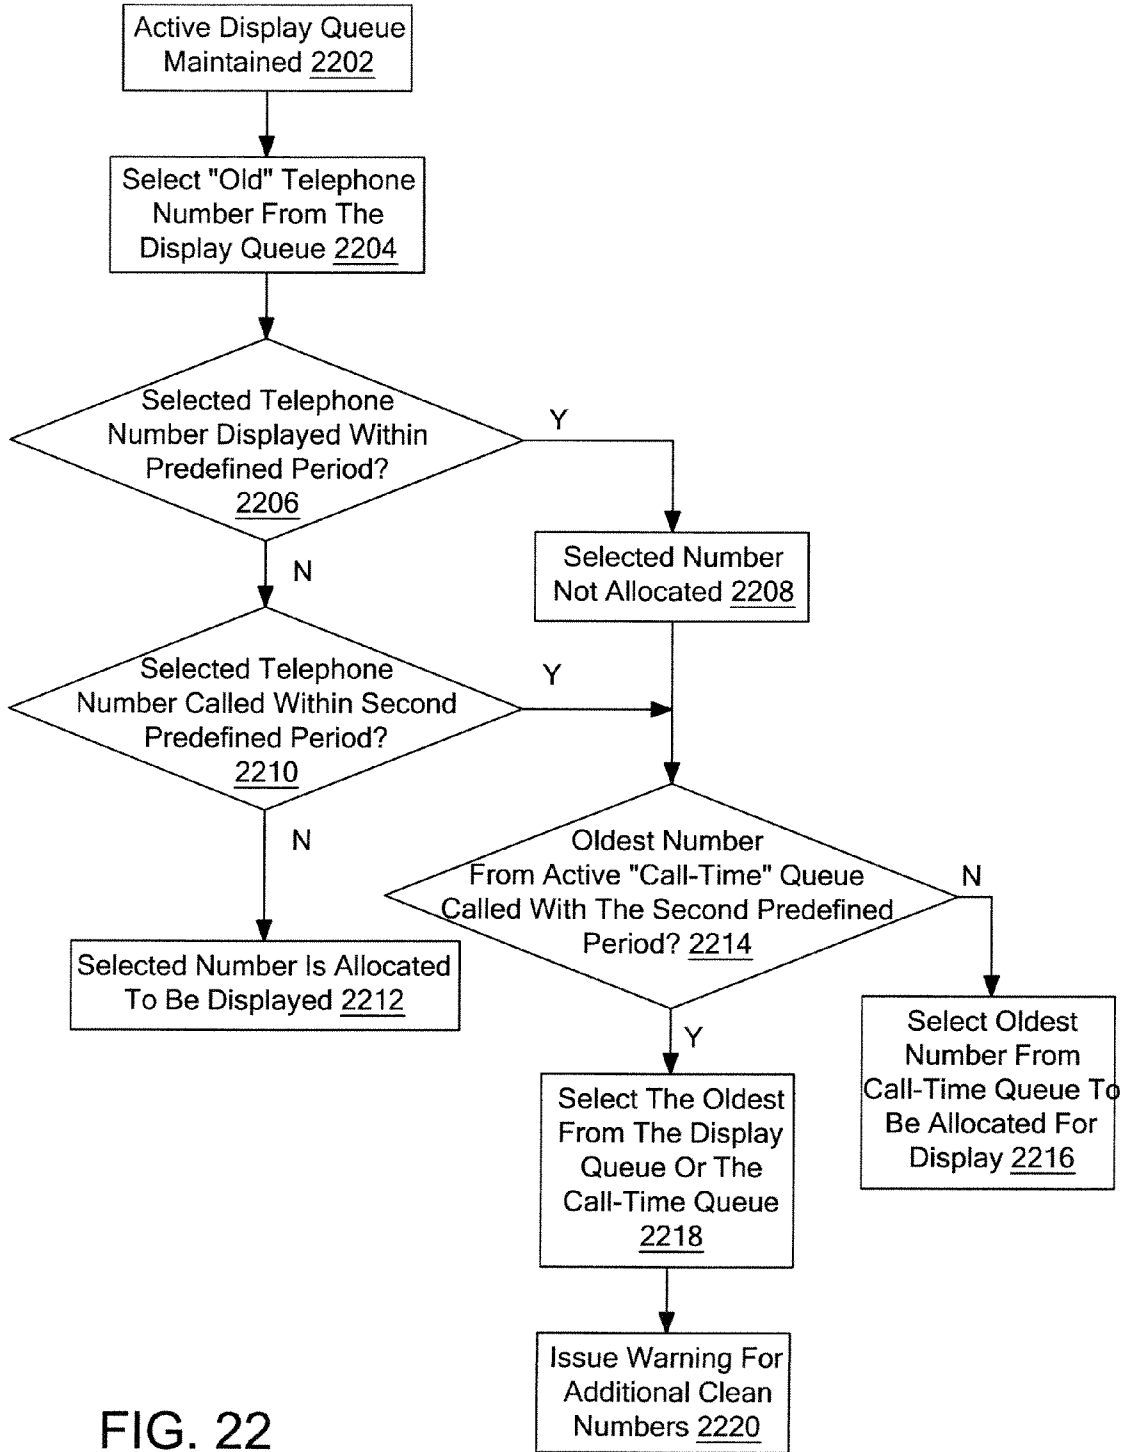 Active Display Queue
Maintained 2202
Select "Old" Telephone
Number From The
Display Queue 2204
Selected Telephone
Number Displayed Within
Predefined Period?
2206
Y
N
Selected Number
Not Allocated 2208
Selected Telephone
Number Called Within Second
Predefined Period?
2210
Y
N
Selected Number Is Allocated
To Be Displayed 2212
Oldest Number
From Active "Call-Time" Queue
Called With The Second Predefined
Period? 2214
N
Y
Select Oldest
Number From
Call-Time Queue To
Be Allocated For
Display 2216
Select The Oldest
From The Display
Queue Or The
Call-Time Queue
2218
Issue Warning For
Additional Clean
Numbers 2220
FIG. 22